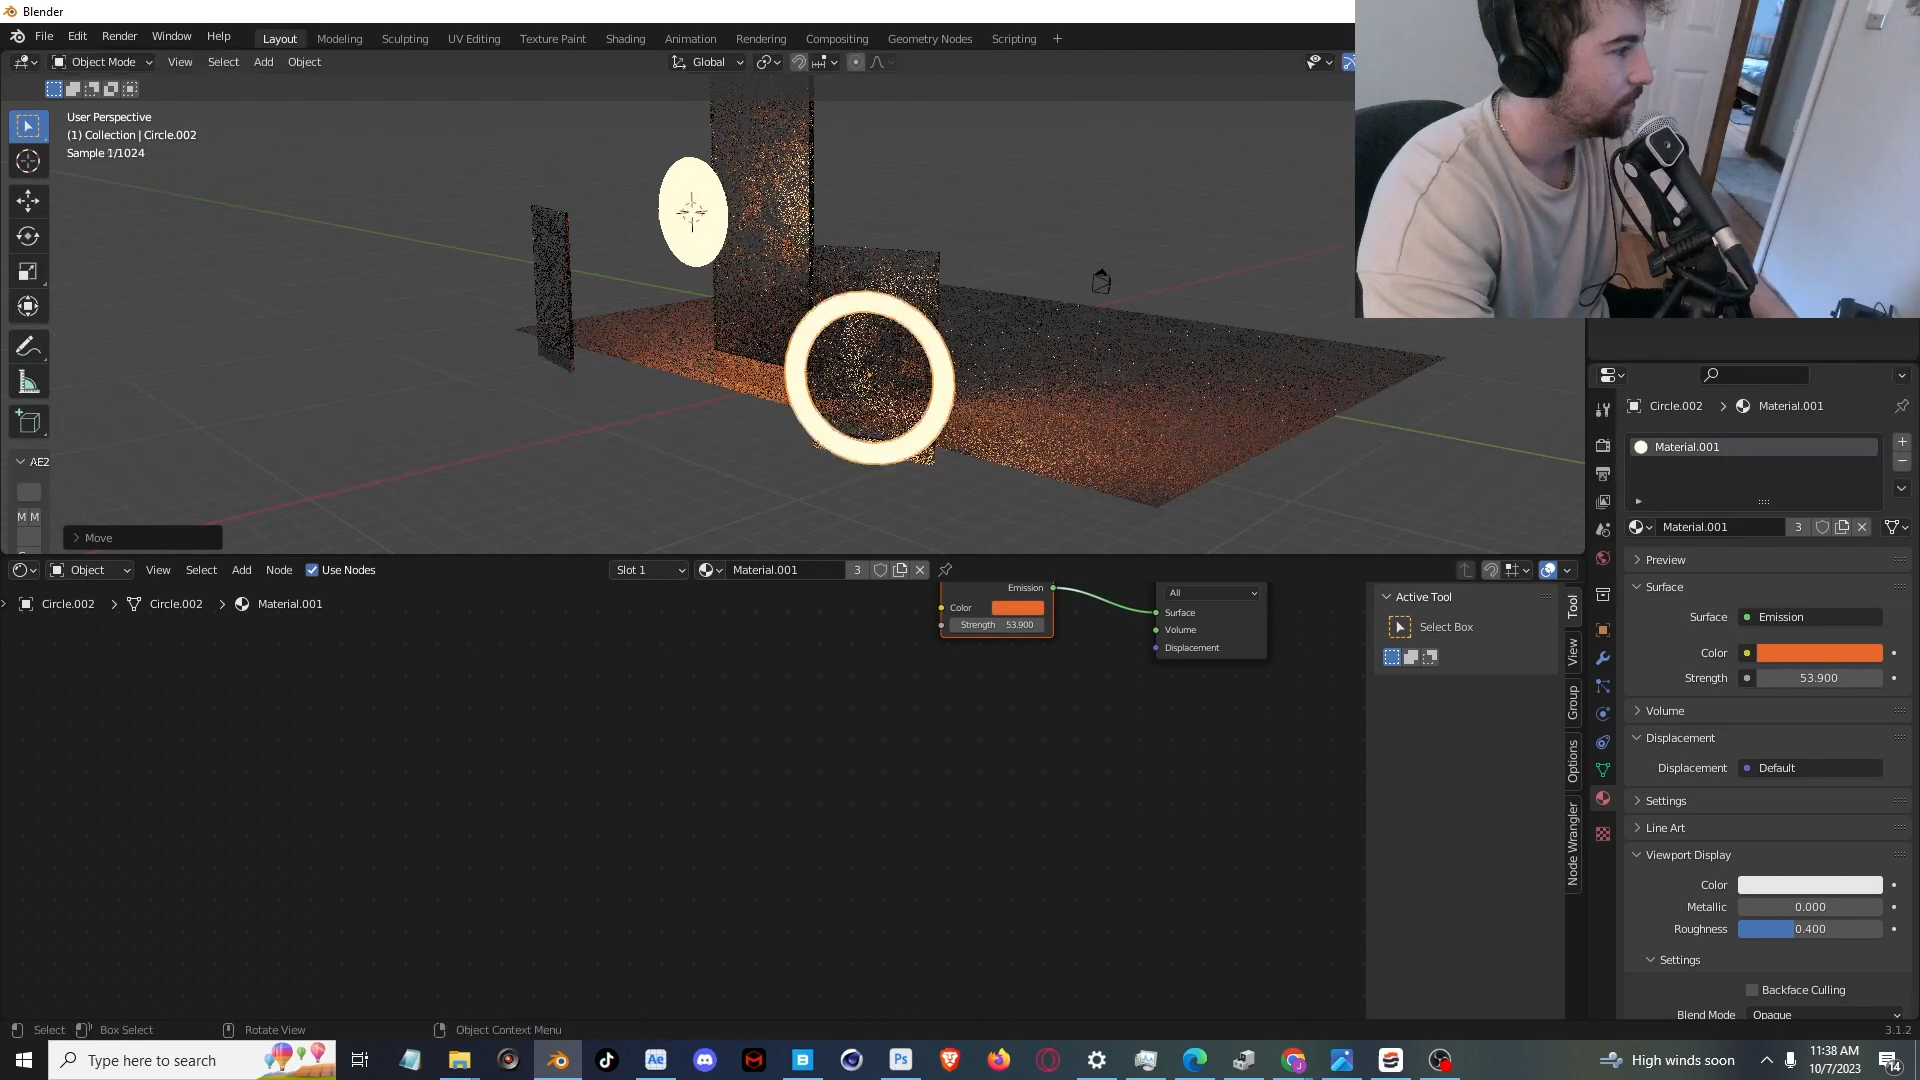 Blender
File Edit Render Window Help Layout Modeling Sculpting UV Editing Texture Paint Shading Animation Rendering Compositing Geometry Nodes Scripting +
Object Mode View Select Add Object Global
User Perspective
(1) Collection | Circle.002
Sample 1/1024
AE2
M M
Move
Object View Select Add Node Use Nodes Slot 1 Material.001 3
Circle.002 > Circle.002 > Material.001
Emission
Color
Strength 53.900
All
Surface
Volume
Displacement
Active Tool
Select Box
Tool
View
Group
Options
Node Wrangler
Circle.002 > Material.001
Material.001
Material.001 3
Preview
Surface
Surface Emission
Color
Strength 53.900
Volume
Displacement
Displacement Default
Settings
Line Art
Viewport Display
Color
Metallic 0.000
Roughness 0.400
Settings
Backface Culling
Blend Mode Opaque
Select Box Select Rotate View Object Context Menu 3.1.2
Type here to search
Ae
Ps
High winds soon
11:38 AM
10/7/2023
14